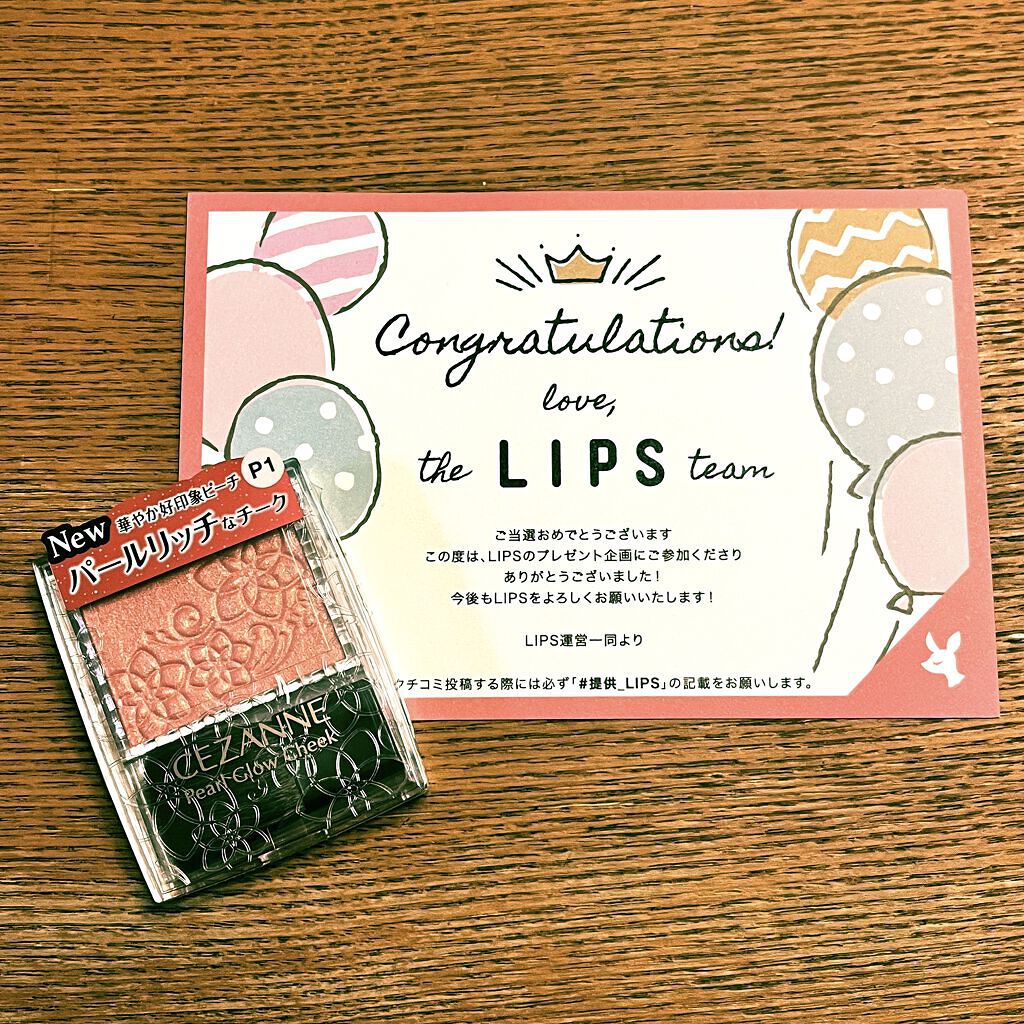 Congratulations!
love,
the LIPS team
ご当選おめでとうございます
この度は、LIPSのプレゼント企画にご参加くださり
ありがとうございました!
今後もLIPSをよろしくお願いいたします!
LIPS運営一同より
クチコミ投稿する際には必ず「#提供_LIPS」の記載をお願いします。
P1
New 華やか好印象ピーチ
パールリッチなチーク
CEZANNE
Pearl Glow Cheek